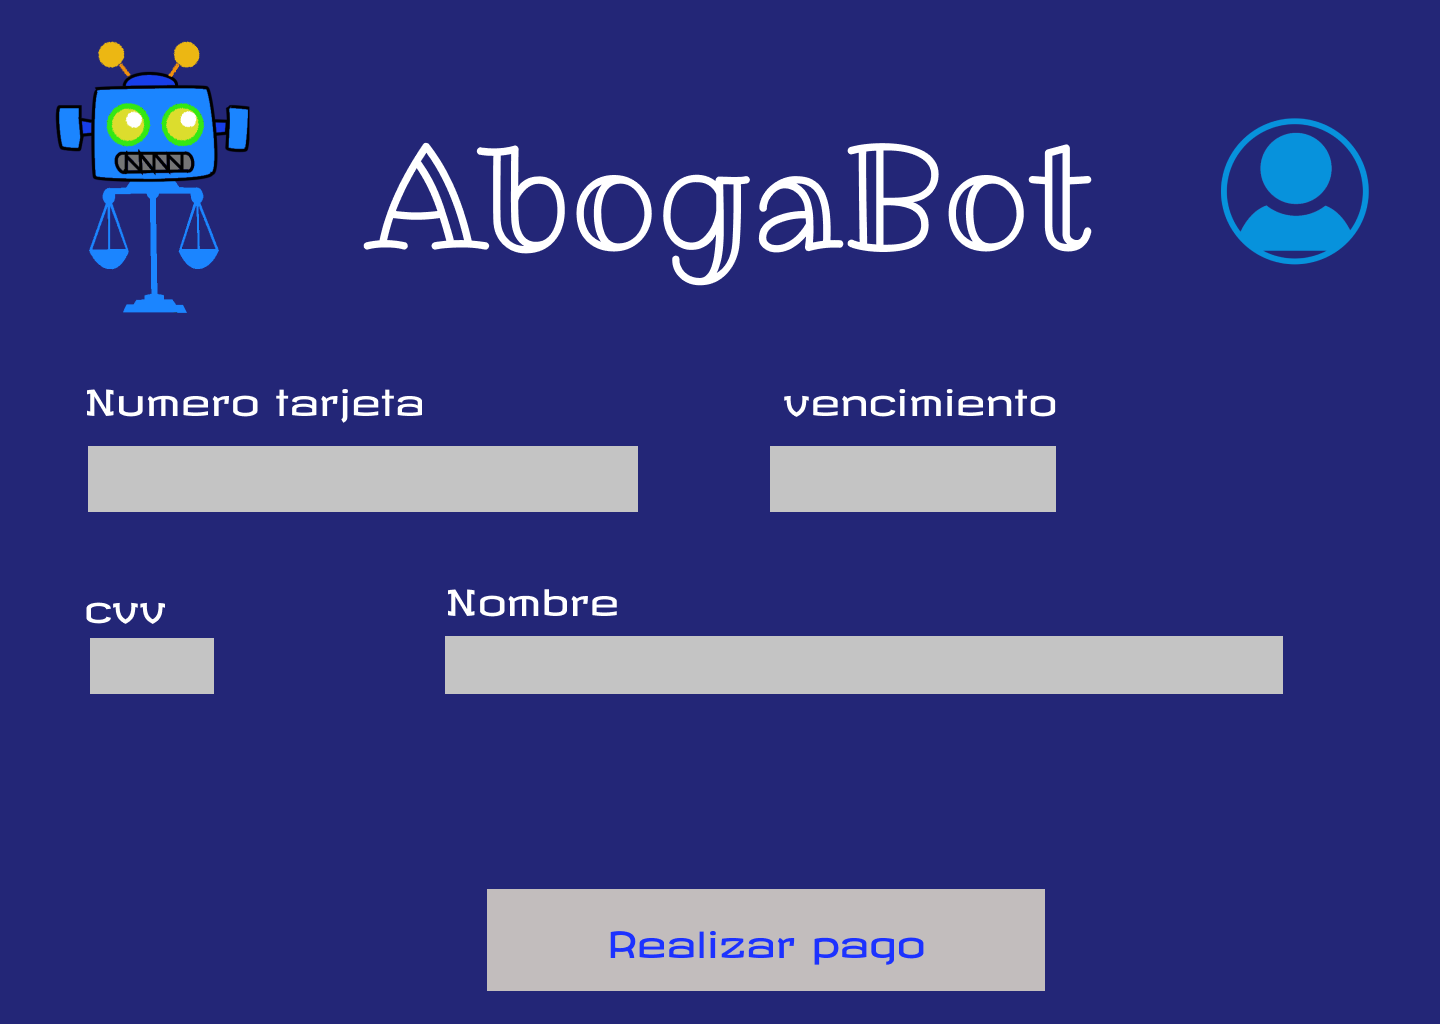 AbogaBot
Numero tarjeta
vencimiento
cvv
Nombre
Realizar pago